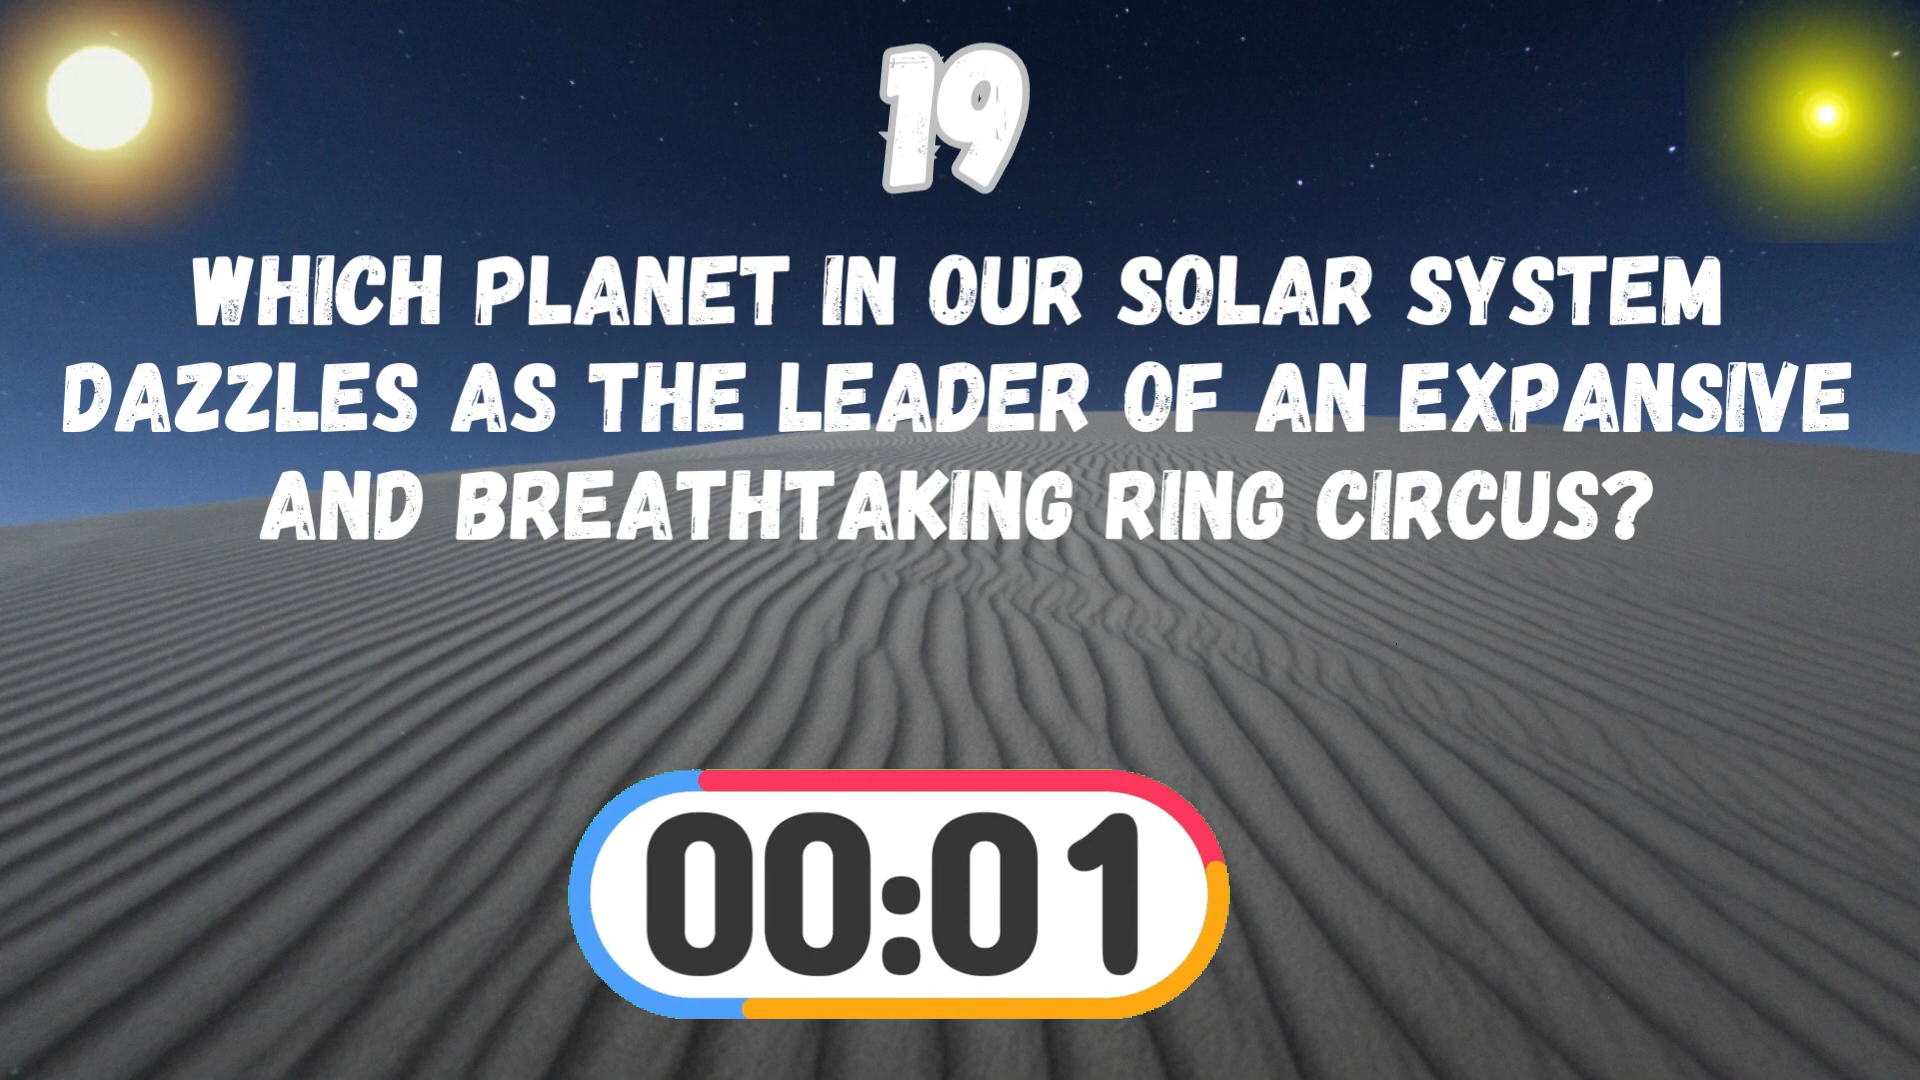 19
WHICH PLANET IN OUR SOLAR SYSTEM
DAZZLES AS THE LEADER OF AN EXPANSIVE
AND BREATHTAKING RING CIRCUS?
00:01